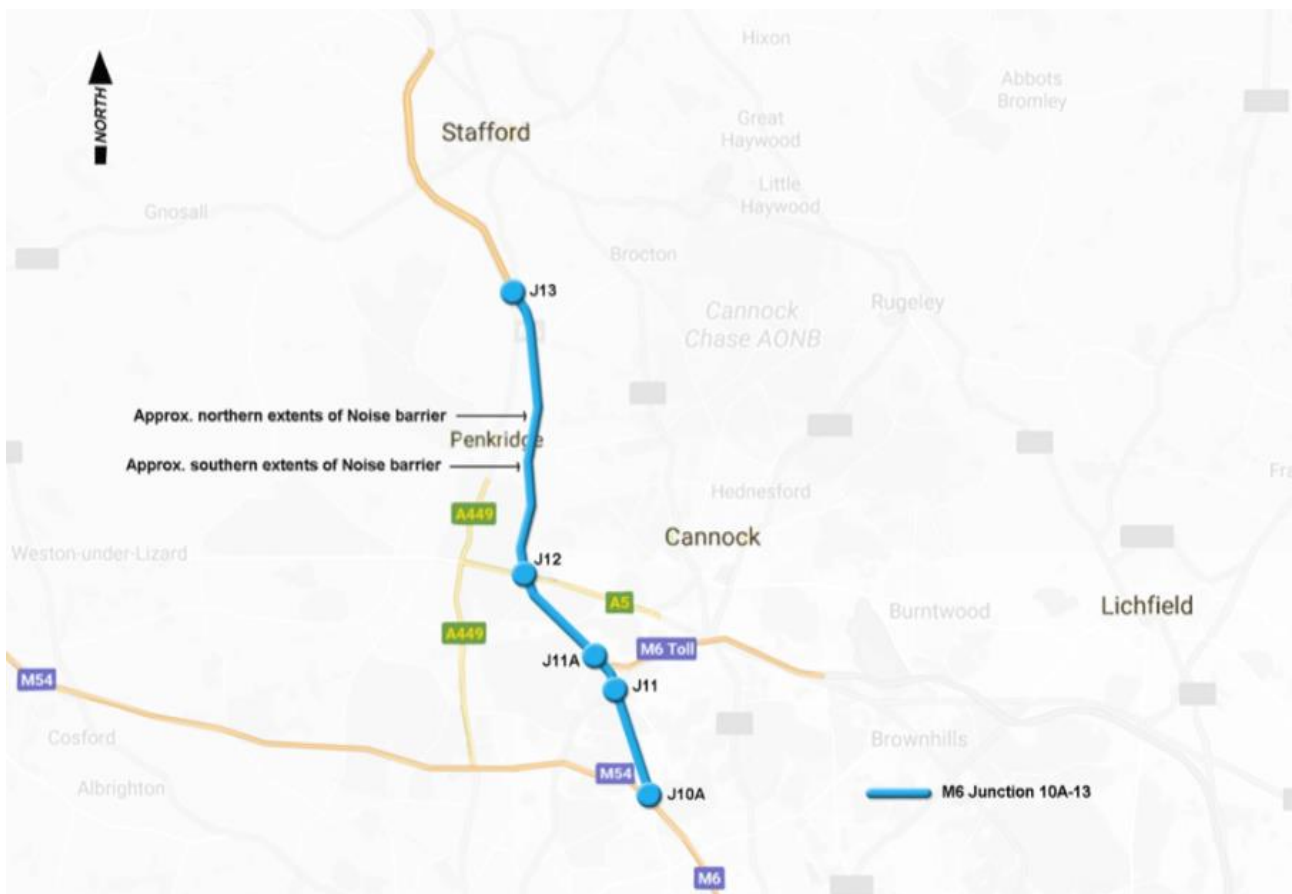 Hixon
Abbots
Bromley
NORTH
Great
Haywood
Stafford
Little
Haywood
Gnosall
Brocton
J13
Rugeley
Cannock
Chase AONB
Approx. northern extents of Noise barrier
Penkridge
Approx. southern extents of Noise barrier
Hednesford
A449
Cannock
Weston-under-Lizard
J12
A5
Burntwood
Lichfield
A449
M6 Toll
J11A
M54
J11
Cosford
Brownhills
M54
Albrighton
J10A
M6 Junction 10A-13
M6